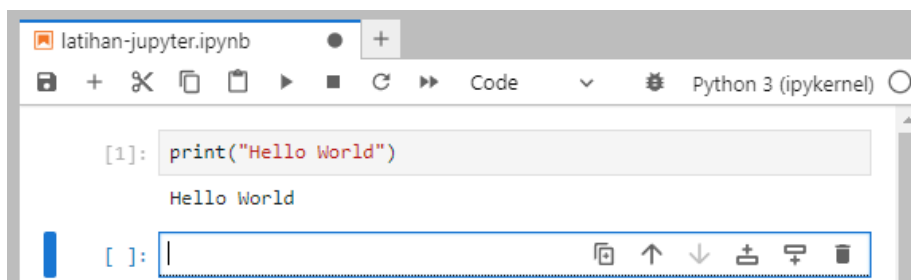 latihan-jupyter.ipynb
Code Python 3 (ipykernel)
[1]: print("Hello World")
Hello World
[ ]: